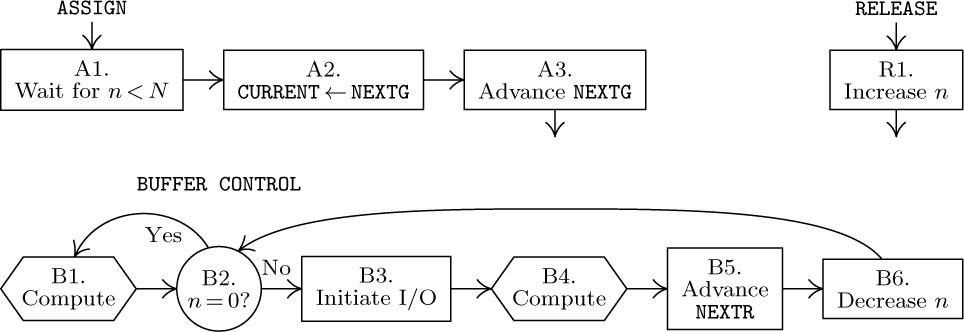 ASSIGN
RELEASE
A1.
Wait for n < N
A2.
CURRENT ← NEXTG
A3.
Advance NEXTG
R1.
Increase n
BUFFER CONTROL
Yes
B1.
Compute
B2.
n = 0?
No
B3.
Initiate I/O
B4.
Compute
B5.
Advance
NEXTR
B6.
Decrease n